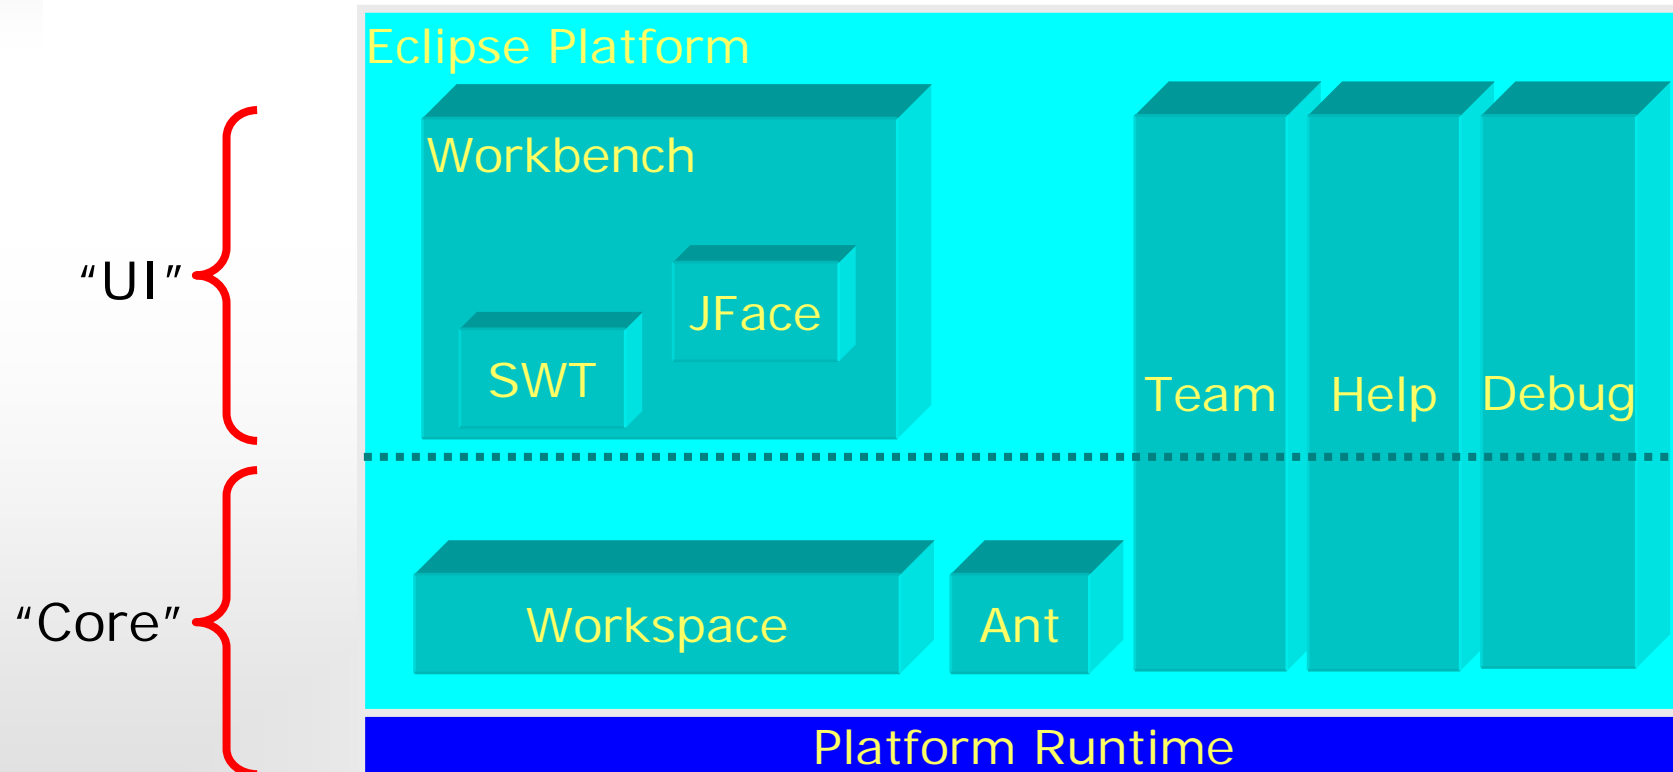 Eclipse Platform
Workbench
“UI”
JFace
SWT
Team
Help
Debug
“Core”
Workspace
Ant
Platform Runtime